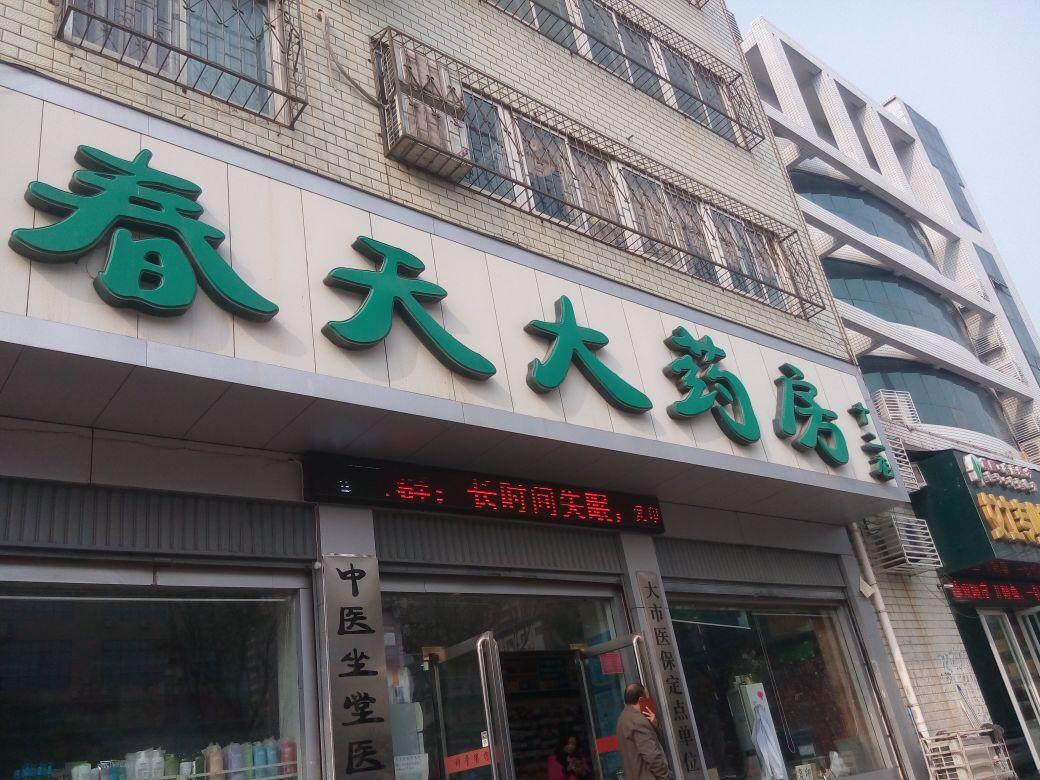 春天大药房
十二店
群：长时间失眠，
中医坐堂医
大市医保定点单位